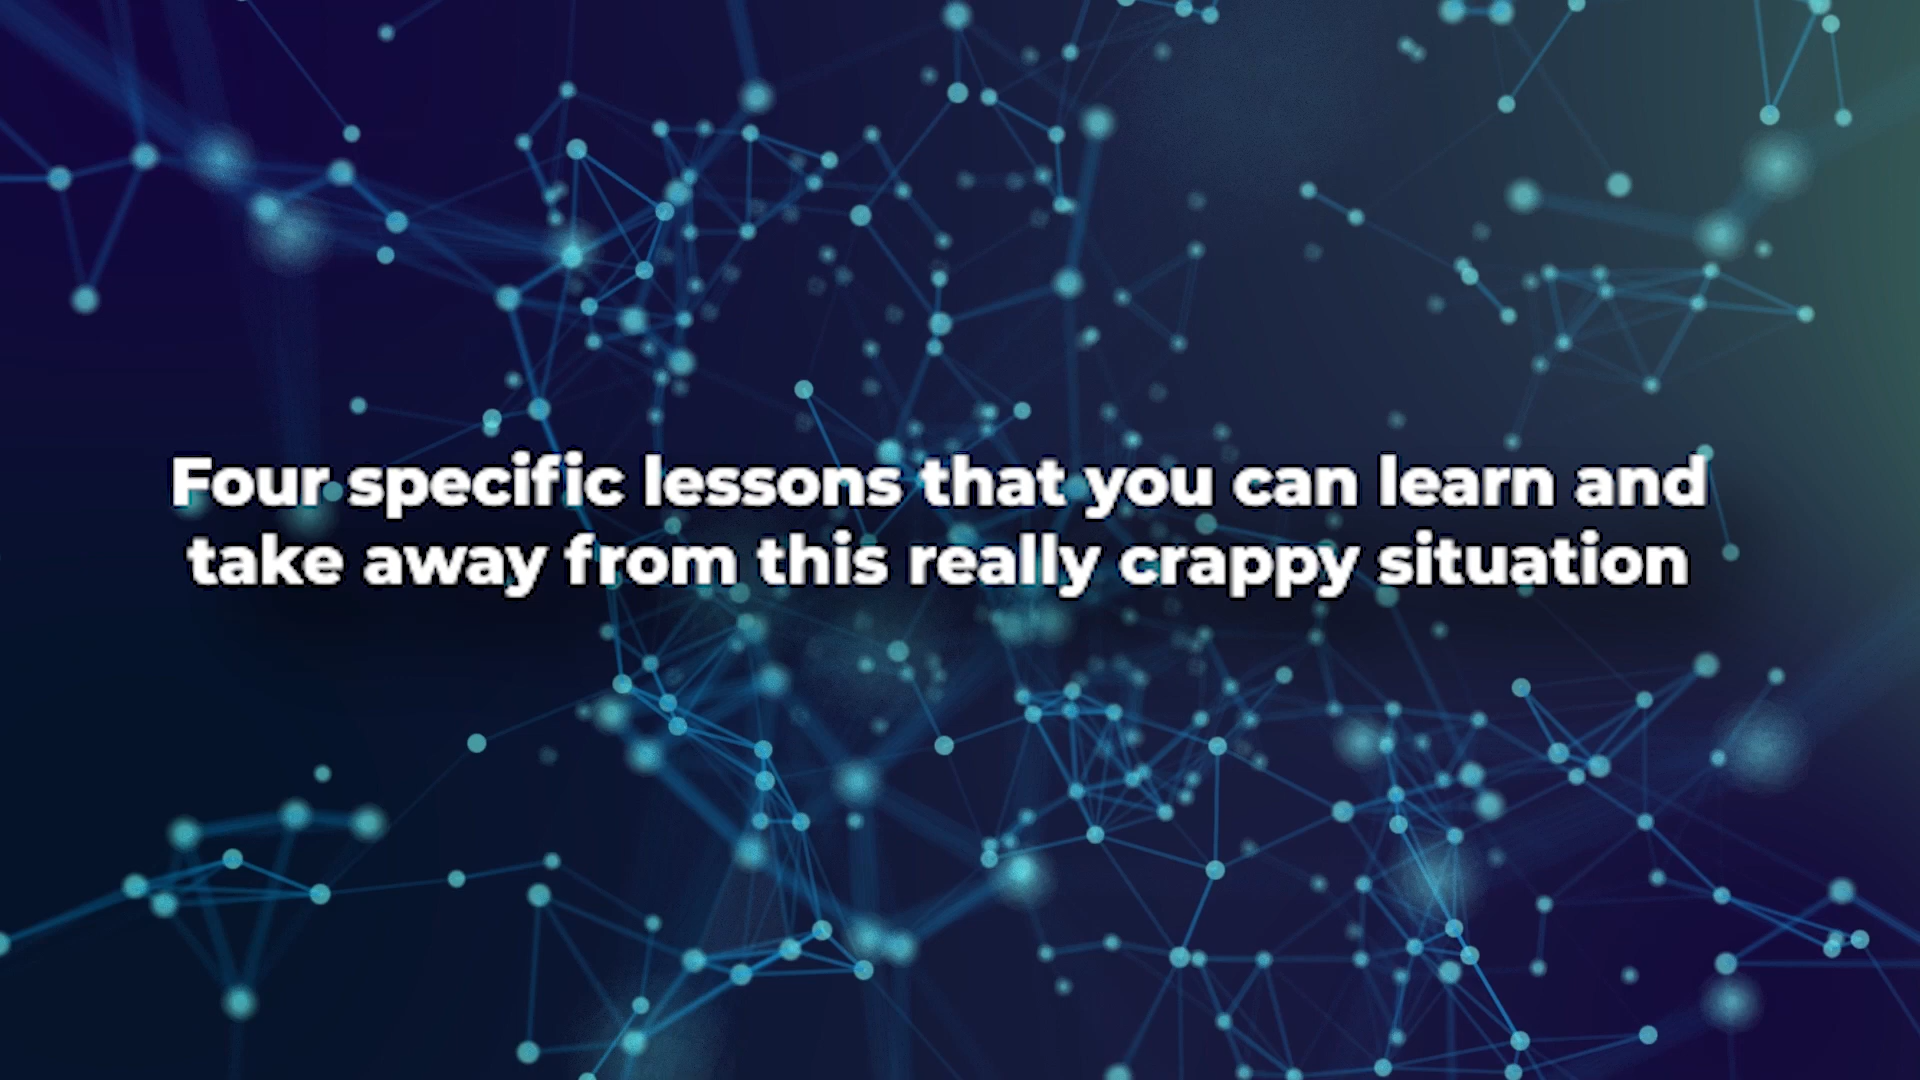 Four specific lessons that you can learn and
take away from this really crappy situation